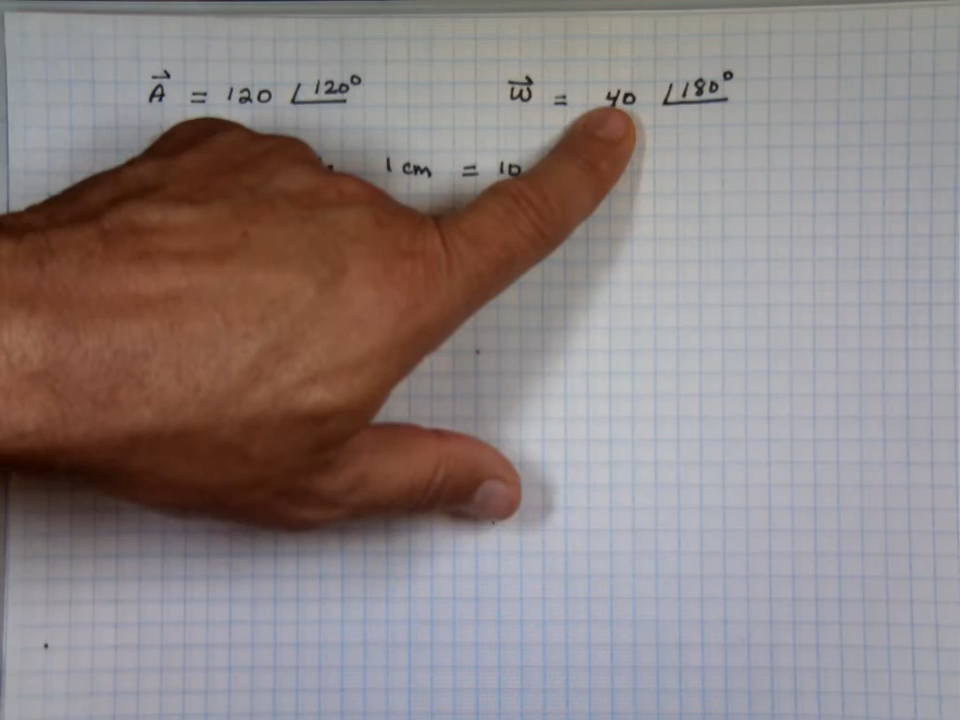 A⃗ = 120 ∠120° W⃗ = 40 ∠180°
1 cm = 10